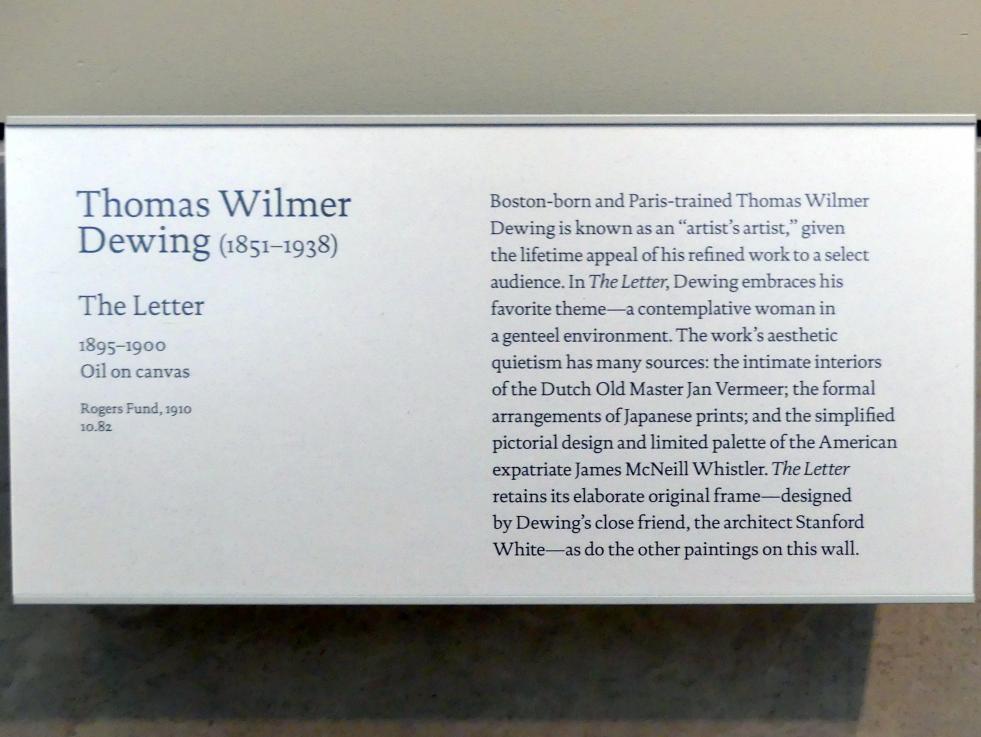 Thomas Wilmer
Dewing (1851–1938)
The Letter
1895–1900
Oil on canvas
Rogers Fund, 1910
10.82
Boston-born and Paris-trained Thomas Wilmer
Dewing is known as an “artist’s artist,” given
the lifetime appeal of his refined work to a select
audience. In The Letter, Dewing embraces his
favorite theme—a contemplative woman in
a genteel environment. The work’s aesthetic
quietism has many sources: the intimate interiors
of the Dutch Old Master Jan Vermeer; the formal
arrangements of Japanese prints; and the simplified
pictorial design and limited palette of the American
expatriate James McNeill Whistler. The Letter
retains its elaborate original frame—designed
by Dewing’s close friend, the architect Stanford
White—as do the other paintings on this wall.